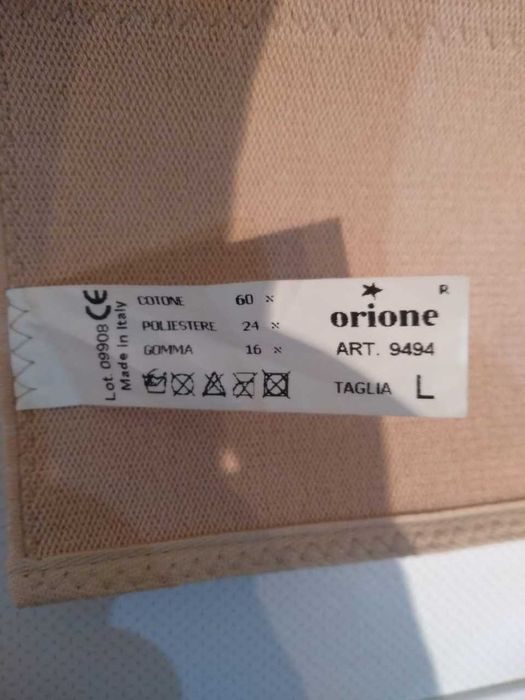 Lot. 09908 CE
Made in Italy
COTONE 60 %
POLIESTERE 24 %
GOMMA 16 %
R
orione
ART. 9494
TAGLIA L